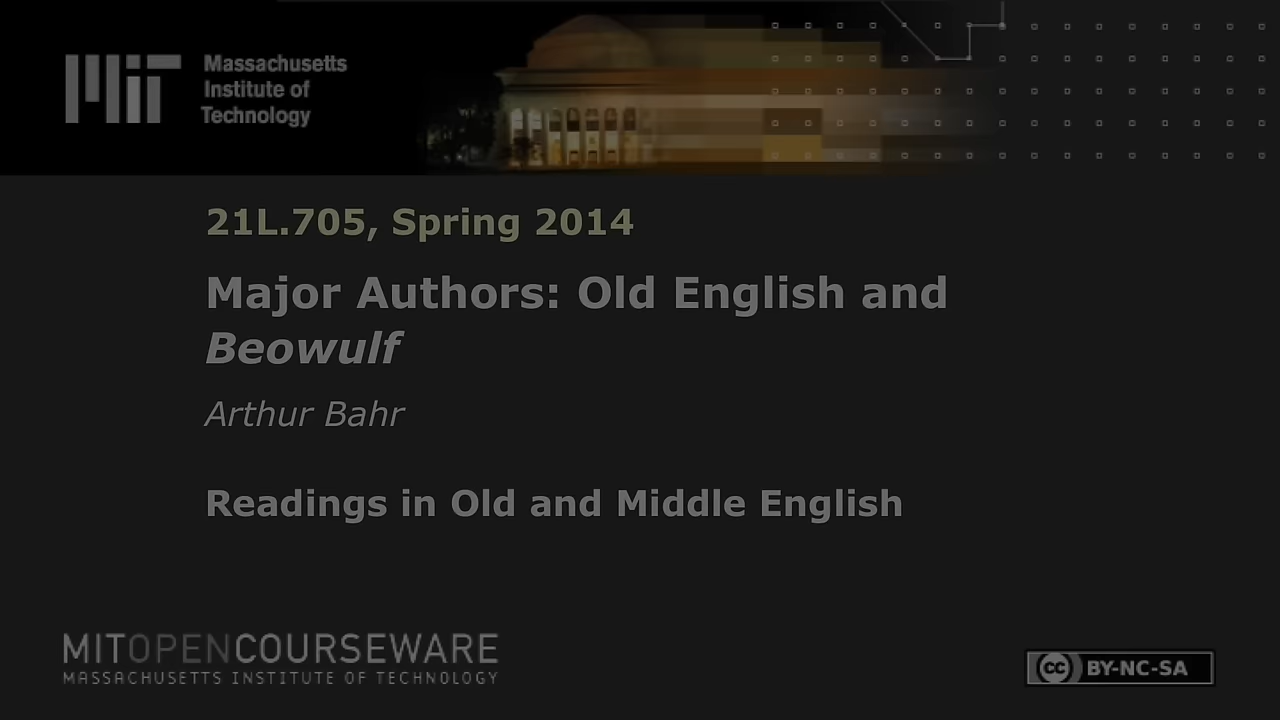 Massachusetts
Institute of
Technology
21L.705, Spring 2014
Major Authors: Old English and
Beowulf
Arthur Bahr
Readings in Old and Middle English
MITOPENCOURSEWARE
MASSACHUSETTS INSTITUTE OF TECHNOLOGY
cc BY-NC-SA